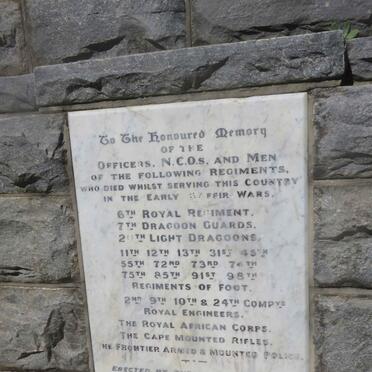 To The Honoured Memory
OF THE
OFFICERS, N.C.O.S. AND MEN
OF THE FOLLOWING REGIMENTS,
WHO DIED WHILST SERVING THIS COUNTRY
IN THE EARLY KAFFIR WARS.
6TH ROYAL REGIMENT.
7TH DRAGOON GUARDS.
LIGHT DRAGOONS.
11TH 12TH 13TH 31ST 45TH
55TH 72ND 73RD
75TH 85TH 91ST 98TH
REGIMENTS OF FOOT.
2ND 9TH 10TH & 24TH COMPYS
ROYAL ENGINEERS.
THE ROYAL AFRICAN CORPS.
THE CAPE MOUNTED RIFLES.
THE FRONTIER ARMED & MOUNTED POLICE.
ERECTED BY